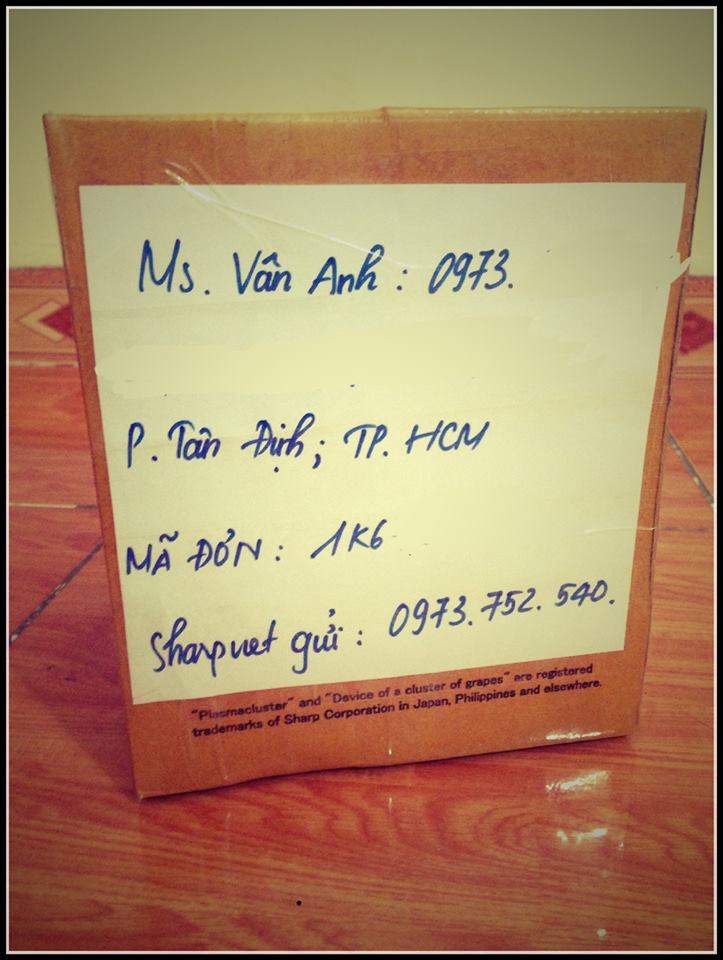 Ms. Vân Anh : 0973.
P. Tân Định ; TP. HCM
MÃ ĐƠN : 1K6
Sharpviet gửi : 0973.752.540.
"Plasmacluster" and "Device of a cluster of grapes" are registered
trademarks of Sharp Corporation in Japan, Philippines and elsewhere.